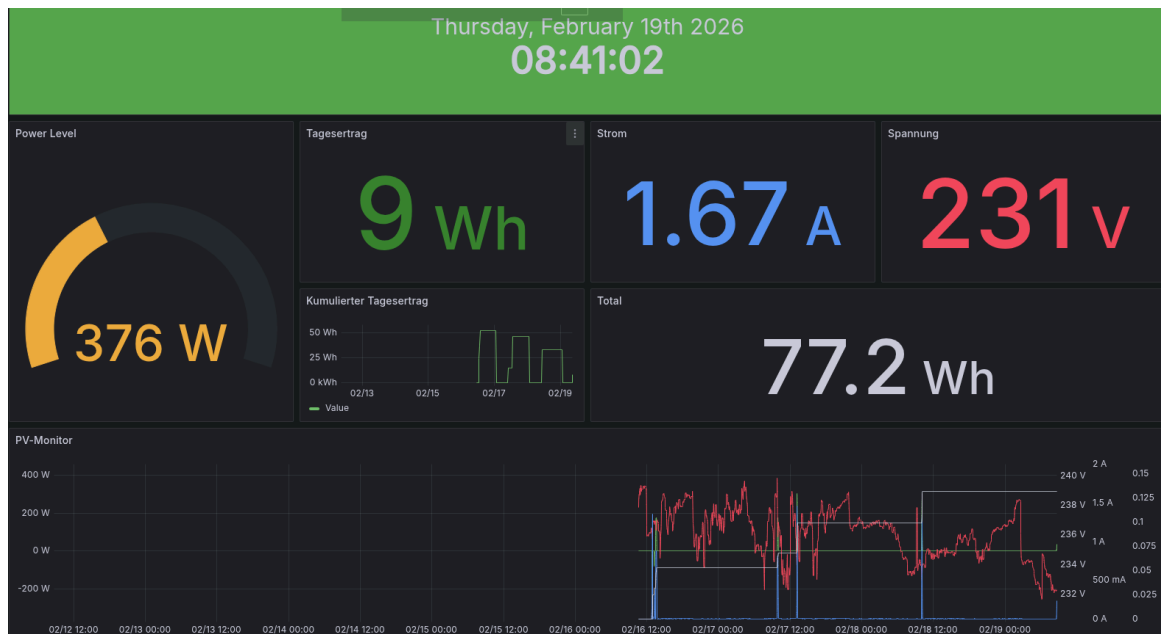 Thursday, February 19th 2026
08:41:02
Power Level
376 W
Tagesertrag
9 Wh
Strom
1.67 A
Spannung
231 V
Kumulierter Tagesertrag
50 Wh
25 Wh
0 kWh
02/13 02/15 02/17 02/19
Value
Total
77.2 Wh
PV-Monitor
400 W
200 W
0 W
-200 W
240 V
238 V
236 V
234 V
232 V
2 A
1.5 A
1 A
500 mA
0 A
0.15
0.125
0.1
0.075
0.05
0.025
0
02/12 12:00 02/13 00:00 02/13 12:00 02/14 00:00 02/14 12:00 02/15 00:00 02/15 12:00 02/16 00:00 02/16 12:00 02/17 00:00 02/17 12:00 02/18 00:00 02/18 12:00 02/19 00:00